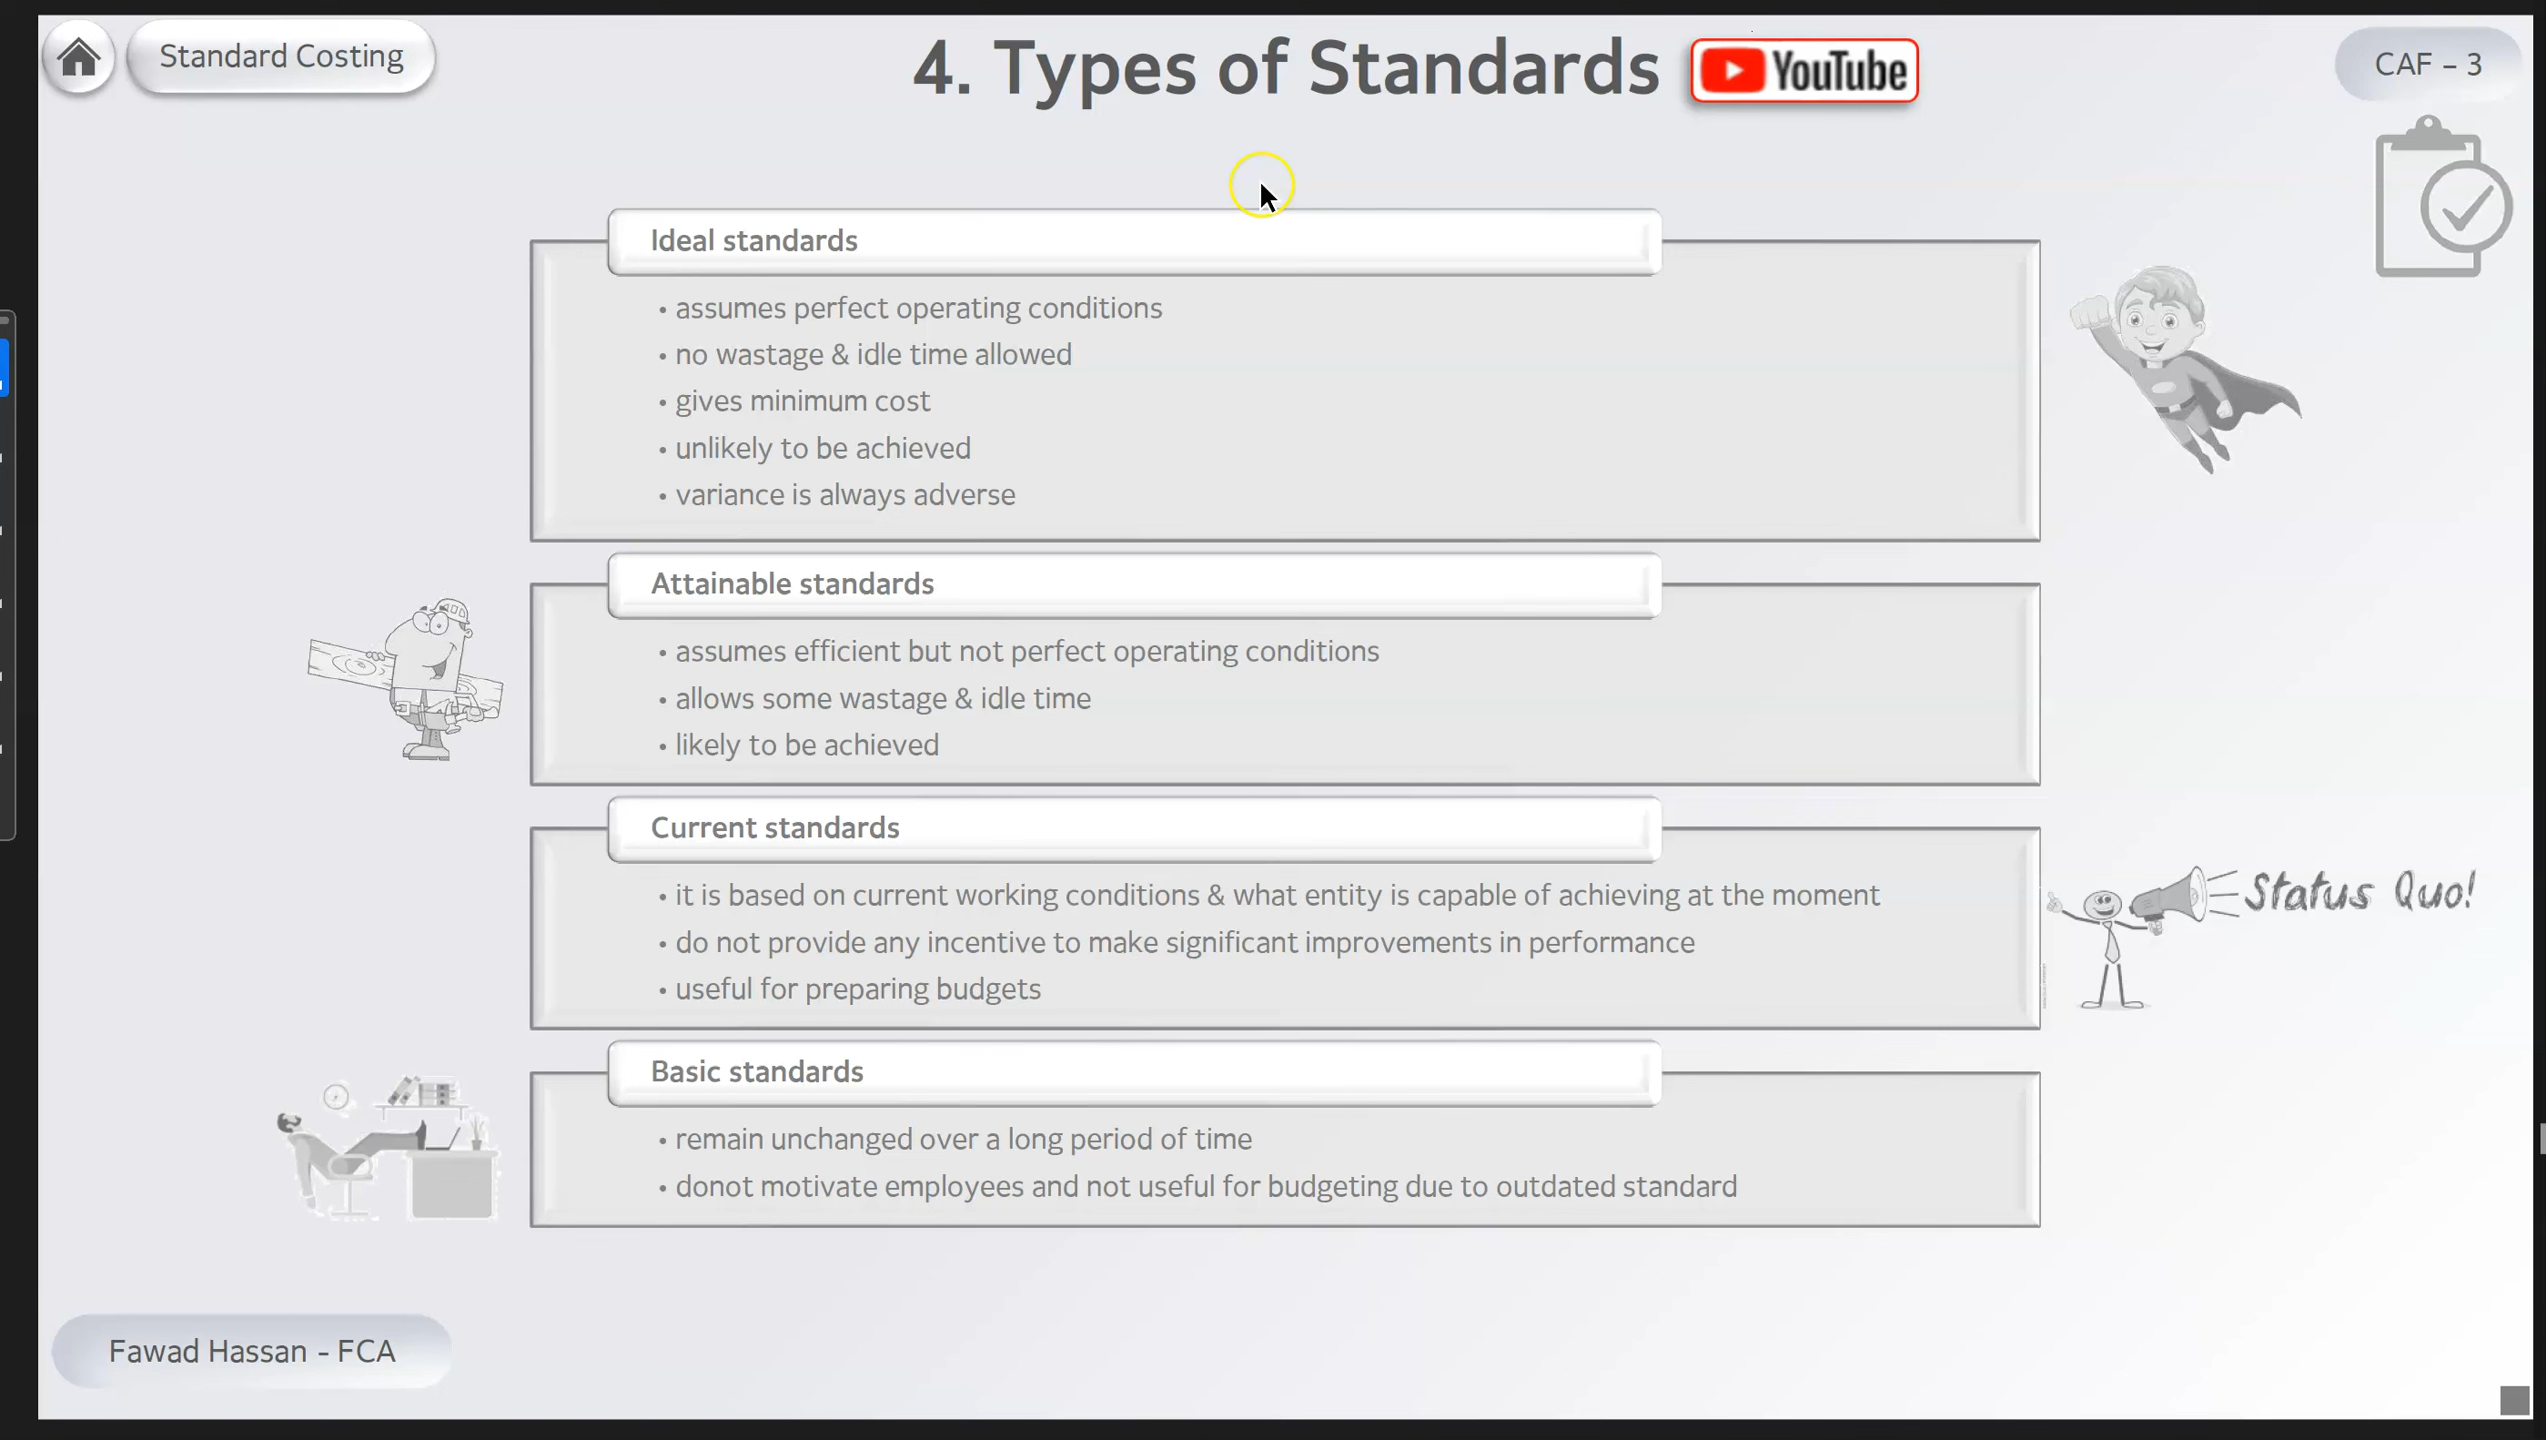 Standard Costing
4. Types of Standards
YouTube
CAF – 3
Ideal standards
• assumes perfect operating conditions
• no wastage & idle time allowed
• gives minimum cost
• unlikely to be achieved
• variance is always adverse
Attainable standards
• assumes efficient but not perfect operating conditions
• allows some wastage & idle time
• likely to be achieved
Current standards
• it is based on current working conditions & what entity is capable of achieving at the moment
• do not provide any incentive to make significant improvements in performance
• useful for preparing budgets
Status Quo!
Basic standards
• remain unchanged over a long period of time
• donot motivate employees and not useful for budgeting due to outdated standard
Fawad Hassan - FCA